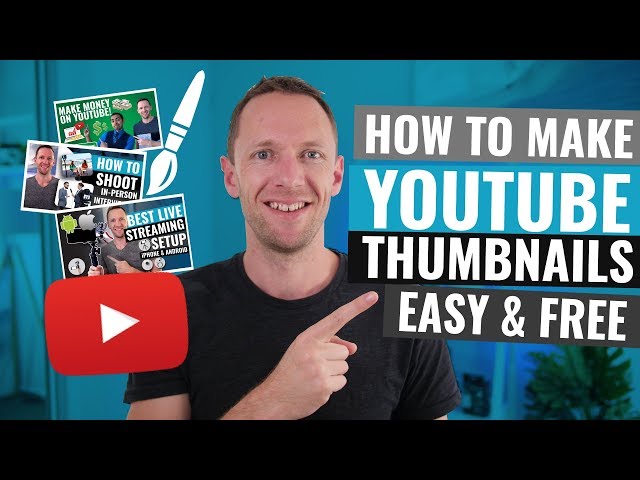 MAKE MONEY
ON YOUTUBE!
HOW TO
SHOOT
IN-PERSON
BEST LIVE
STREAMING
SETUP
IPHONE & ANDROID
HOW TO MAKE
YOUTUBE
THUMBNAILS
EASY & FREE